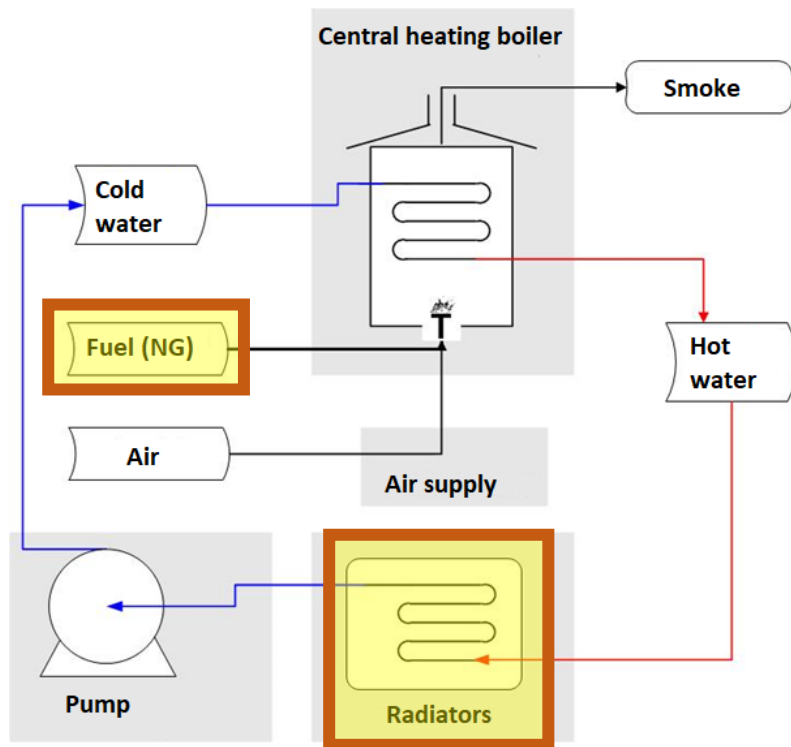 Central heating boiler
Smoke
Cold
water
Fuel (NG)
T
Hot
water
Air
Air supply
Pump
Radiators